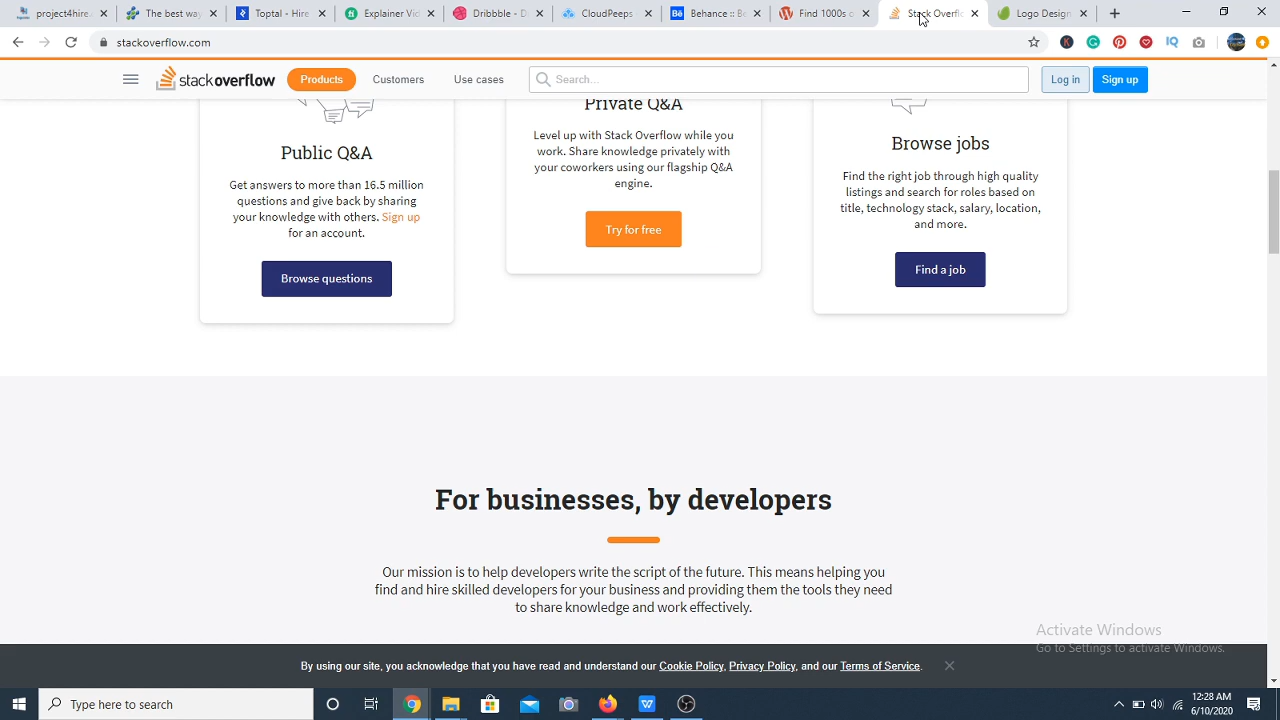 project4hire
The best way
Toptal - Hire
Explainer Vid
Dribbble - D
CloudPeeps
Behance :: Be
Find 100s o
Stack Overflo
Logo Design
stackoverflow.com
stackoverflow
Products
Customers
Use cases
Search...
Log in
Sign up
Public Q&A
Get answers to more than 16.5 million
questions and give back by sharing
your knowledge with others. Sign up
for an account.
Browse questions
Private Q&A
Level up with Stack Overflow while you
work. Share knowledge privately with
your coworkers using our flagship Q&A
engine.
Try for free
Browse jobs
Find the right job through high quality
listings and search for roles based on
title, technology stack, salary, location,
and more.
Find a job
For businesses, by developers
Our mission is to help developers write the script of the future. This means helping you
find and hire skilled developers for your business and providing them the tools they need
to share knowledge and work effectively.
Activate Windows
Go to Settings to activate Windows.
By using our site, you acknowledge that you have read and understand our Cookie Policy, Privacy Policy, and our Terms of Service.
Type here to search
12:28 AM
6/10/2020